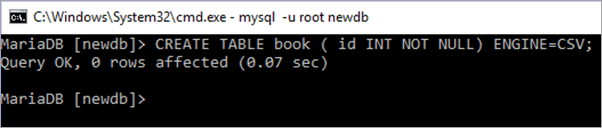 C:\Windows\System32\cmd.exe - mysql  -u root newdb
MariaDB [newdb]> CREATE TABLE book ( id INT NOT NULL) ENGINE=CSV;
Query OK, 0 rows affected (0.07 sec)
MariaDB [newdb]>